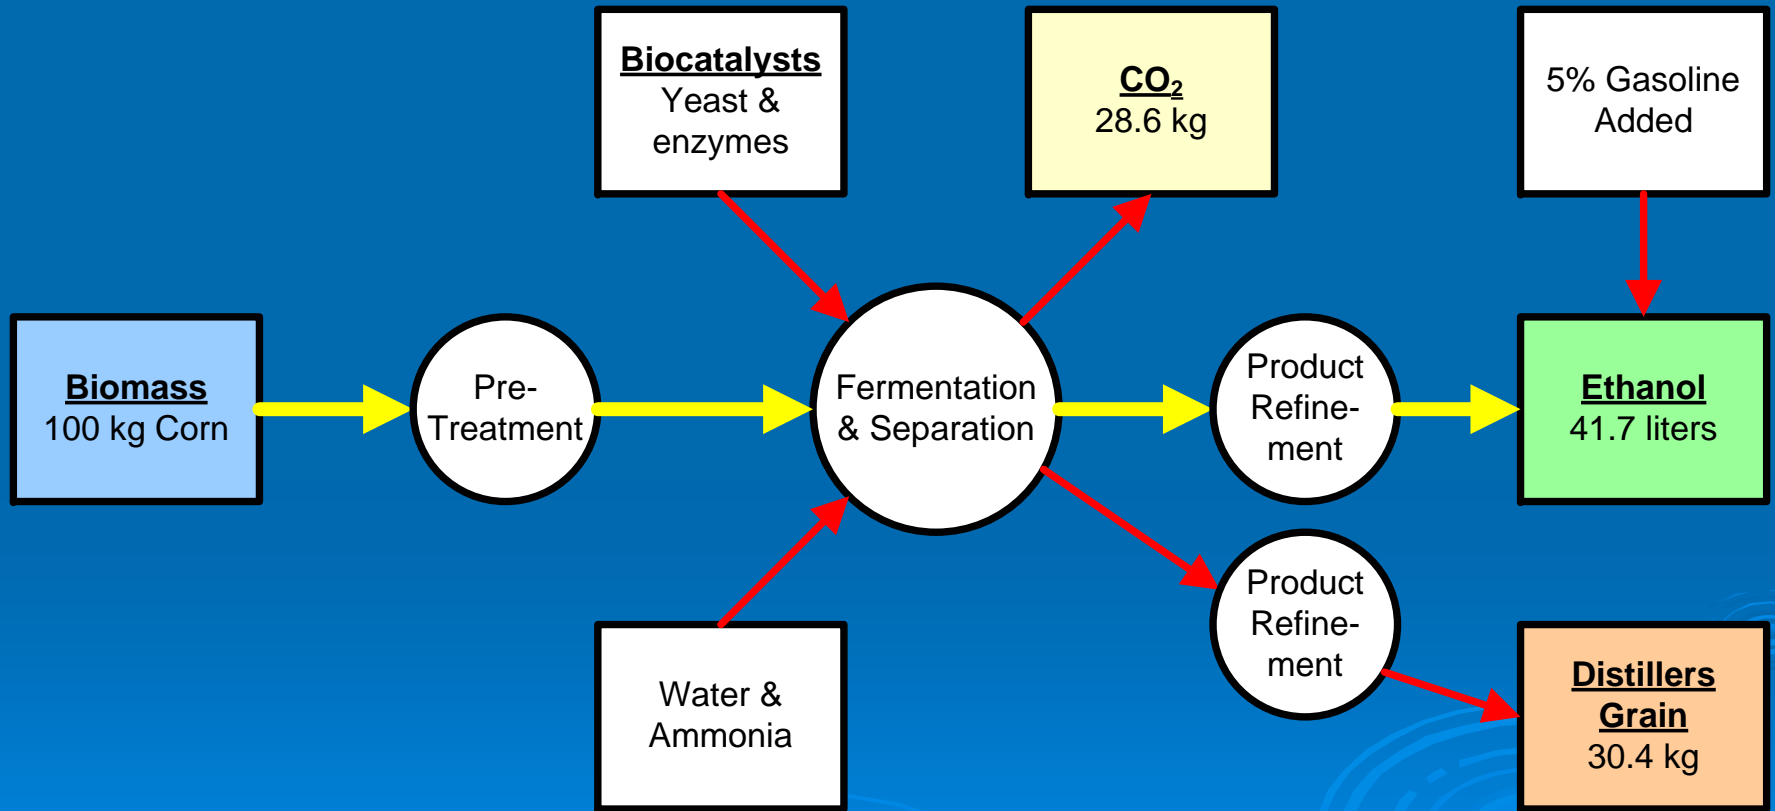 Biocatalysts
Yeast &
enzymes
CO₂
28.6 kg
5% Gasoline
Added
Biomass
100 kg Corn
Pre-
Treatment
Fermentation
& Separation
Product
Refine-
ment
Ethanol
41.7 liters
Water &
Ammonia
Product
Refine-
ment
Distillers
Grain
30.4 kg